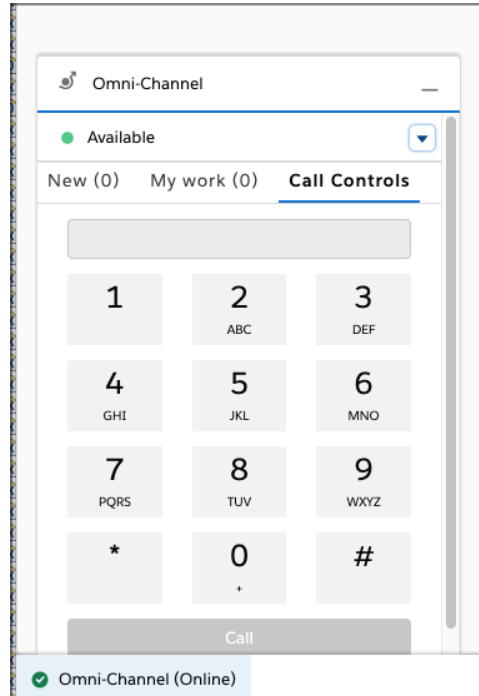 Omni-Channel
Available
New (0) My work (0) Call Controls
1 2 3
ABC DEF
4 5 6
GHI JKL MNO
7 8 9
PQRS TUV WXYZ
* 0 #
+
Call
Omni-Channel (Online)